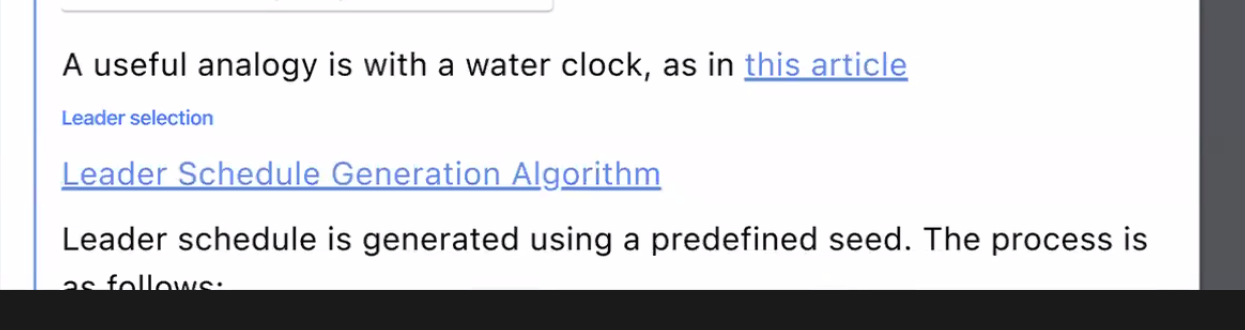 A useful analogy is with a water clock, as in this article
Leader selection
Leader Schedule Generation Algorithm
Leader schedule is generated using a predefined seed. The process is
as follows: